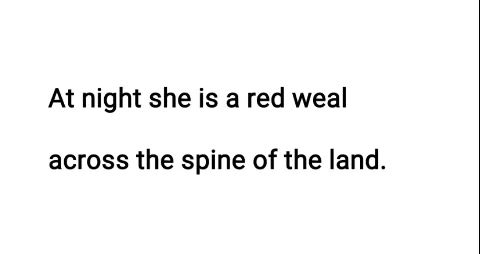 At night she is a red weal
across the spine of the land.